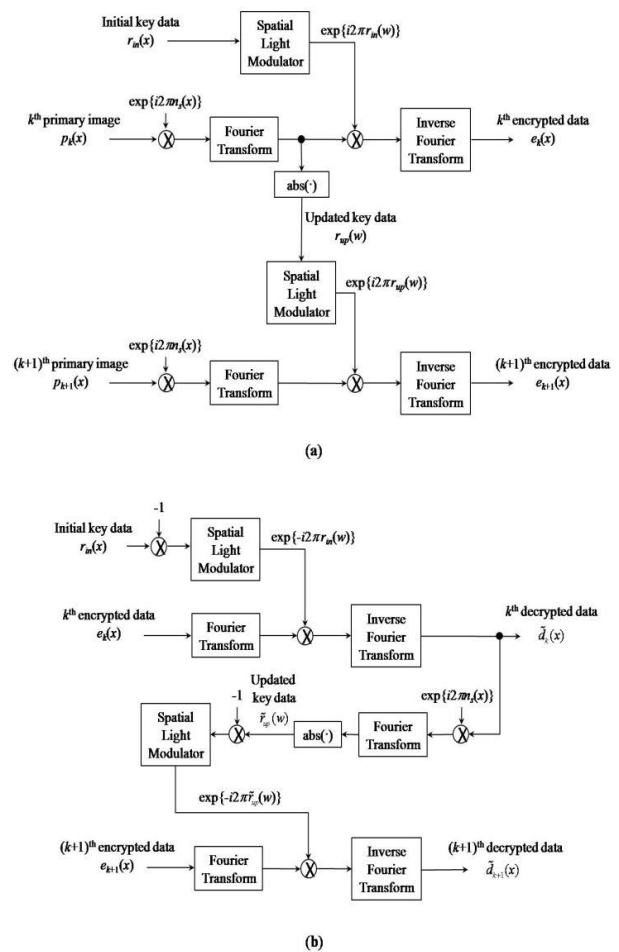 Initial key data
r_in(x)
Spatial
Light
Modulator
exp{i2πr_in(w)}
k^th primary image
p_k(x)
exp{i2πn_s(x)}
X
Fourier
Transform
X
Inverse
Fourier
Transform
k^th encrypted data
e_k(x)
abs(·)
Updated key data
r_up(w)
Spatial
Light
Modulator
exp{i2πr_up(w)}
(k+1)^th primary image
p_k+1(x)
exp{i2πn_s(x)}
X
Fourier
Transform
X
Inverse
Fourier
Transform
(k+1)^th encrypted data
e_k+1(x)
(a)
-1
Initial key data
r_in(x)
X
Spatial
Light
Modulator
exp{-i2πr_in(w)}
k^th encrypted data
e_k(x)
Fourier
Transform
X
Inverse
Fourier
Transform
k^th decrypted data
d̃_k(x)
Spatial
Light
Modulator
-1
X
Updated
key data
r̃_up(w)
abs(·)
Fourier
Transform
exp{i2πn_s(x)}
X
exp{-i2πr̃_up(w)}
(k+1)^th encrypted data
e_k+1(x)
Fourier
Transform
X
Inverse
Fourier
Transform
(k+1)^th decrypted data
d̃_k+1(x)
(b)